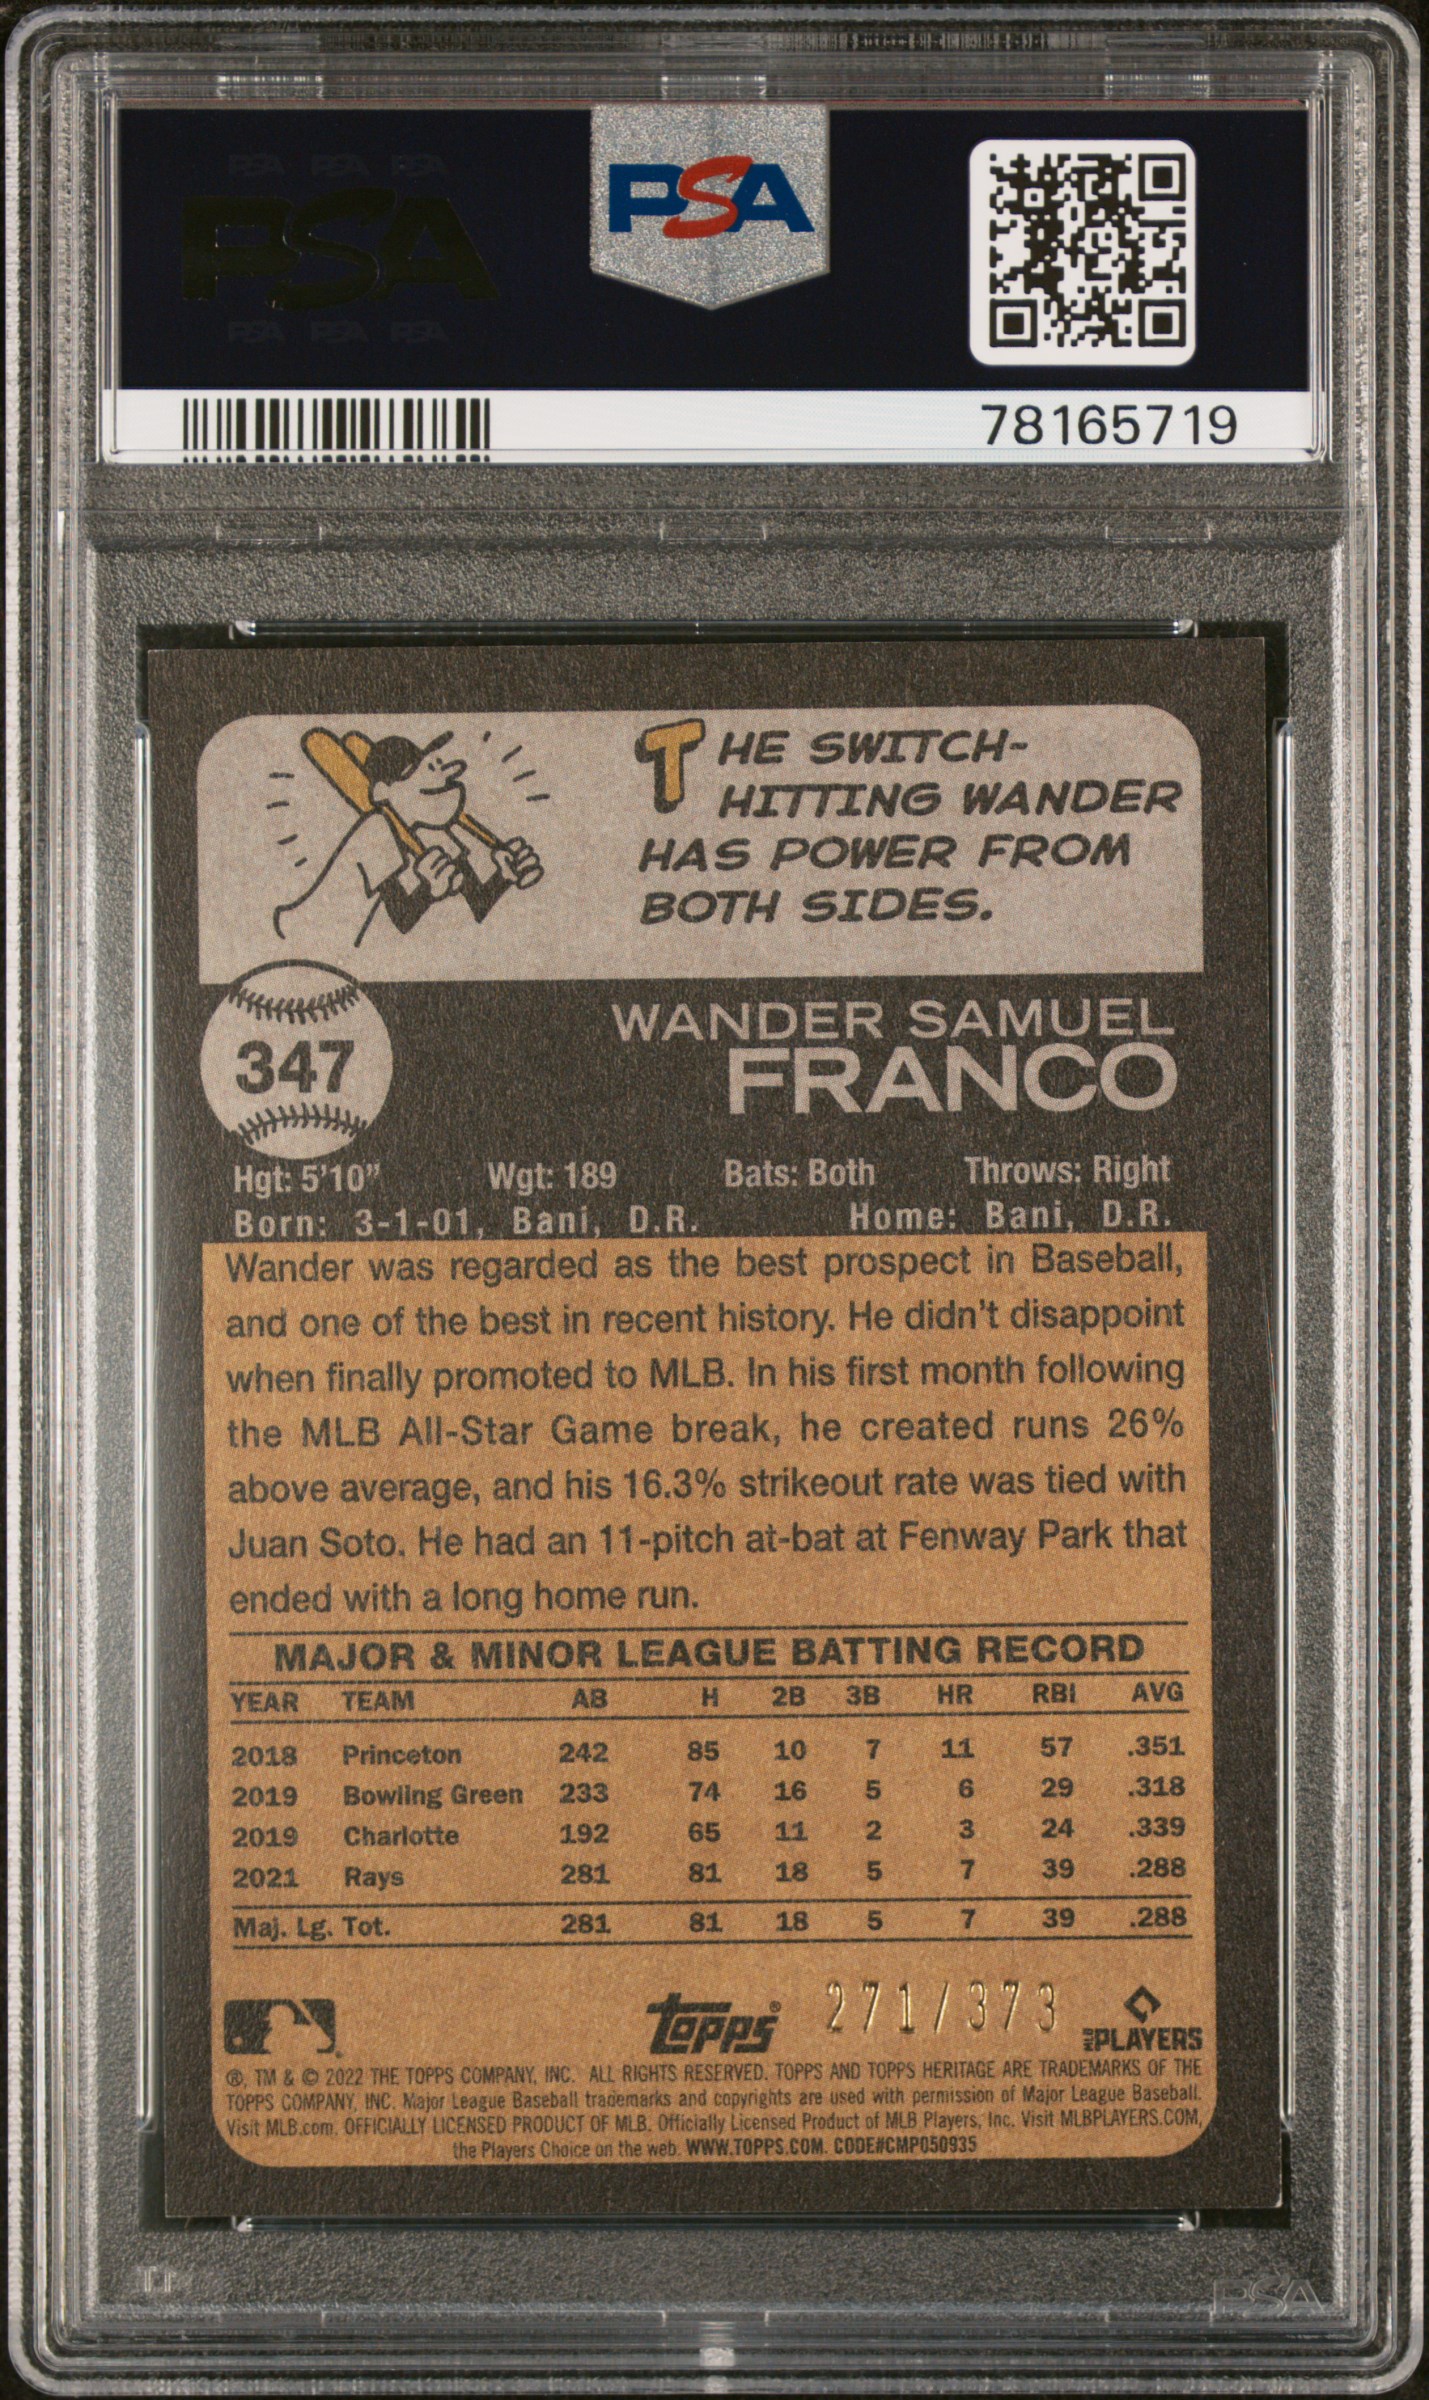 PSA PSA PSA
PSA
PSA PSA PSA
PSA
78165719
THE SWITCH-
HITTING WANDER
HAS POWER FROM
BOTH SIDES.
347
WANDER SAMUEL
FRANCO
Hgt: 5'10" Wgt: 189 Bats: Both Throws: Right
Born: 3-1-01, Bani, D.R. Home: Bani, D.R.
Wander was regarded as the best prospect in Baseball,
and one of the best in recent history. He didn't disappoint
when finally promoted to MLB. In his first month following
the MLB All-Star Game break, he created runs 26%
above average, and his 16.3% strikeout rate was tied with
Juan Soto. He had an 11-pitch at-bat at Fenway Park that
ended with a long home run.
MAJOR & MINOR LEAGUE BATTING RECORD
YEAR TEAM AB H 2B 3B HR RBI AVG
2018 Princeton 242 85 10 7 11 57 .351
2019 Bowling Green 233 74 16 5 6 29 .318
2019 Charlotte 192 65 11 2 3 24 .339
2021 Rays 281 81 18 5 7 39 .288
Maj. Lg. Tot. 281 81 18 5 7 39 .288
topps® 271/373 MLB PLAYERS
®, TM & © 2022 THE TOPPS COMPANY, INC. ALL RIGHTS RESERVED. TOPPS AND TOPPS HERITAGE ARE TRADEMARKS OF THE
TOPPS COMPANY, INC. Major League Baseball trademarks and copyrights are used with permission of Major League Baseball.
Visit MLB.com. OFFICIALLY LICENSED PRODUCT OF MLB. Officially Licensed Product of MLB Players, Inc. Visit MLBPLAYERS.COM,
the Players Choice on the web. WWW.TOPPS.COM. CODE#CMP050935
PSA